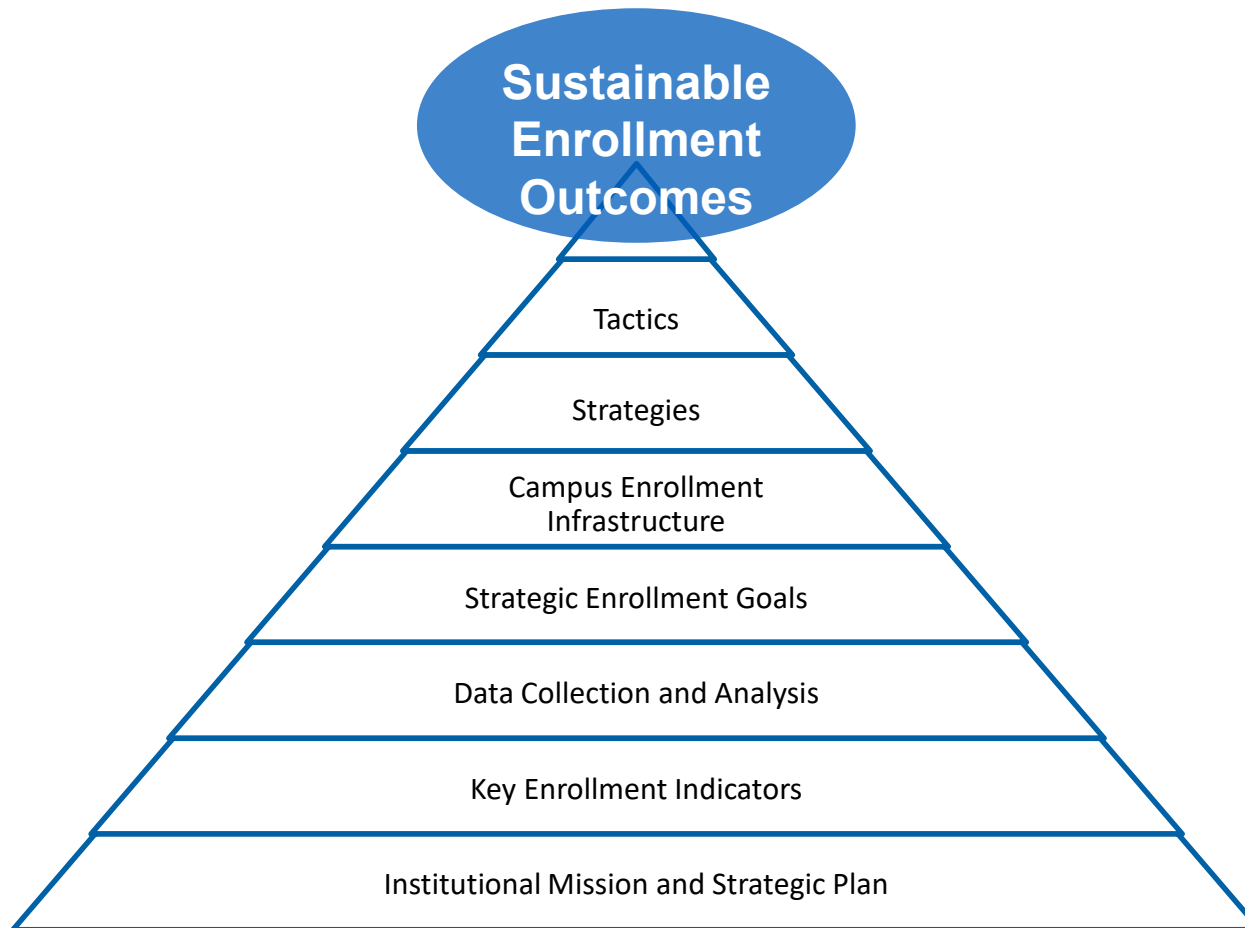 Sustainable
Enrollment
Outcomes
Tactics
Strategies
Campus Enrollment
Infrastructure
Strategic Enrollment Goals
Data Collection and Analysis
Key Enrollment Indicators
Institutional Mission and Strategic Plan